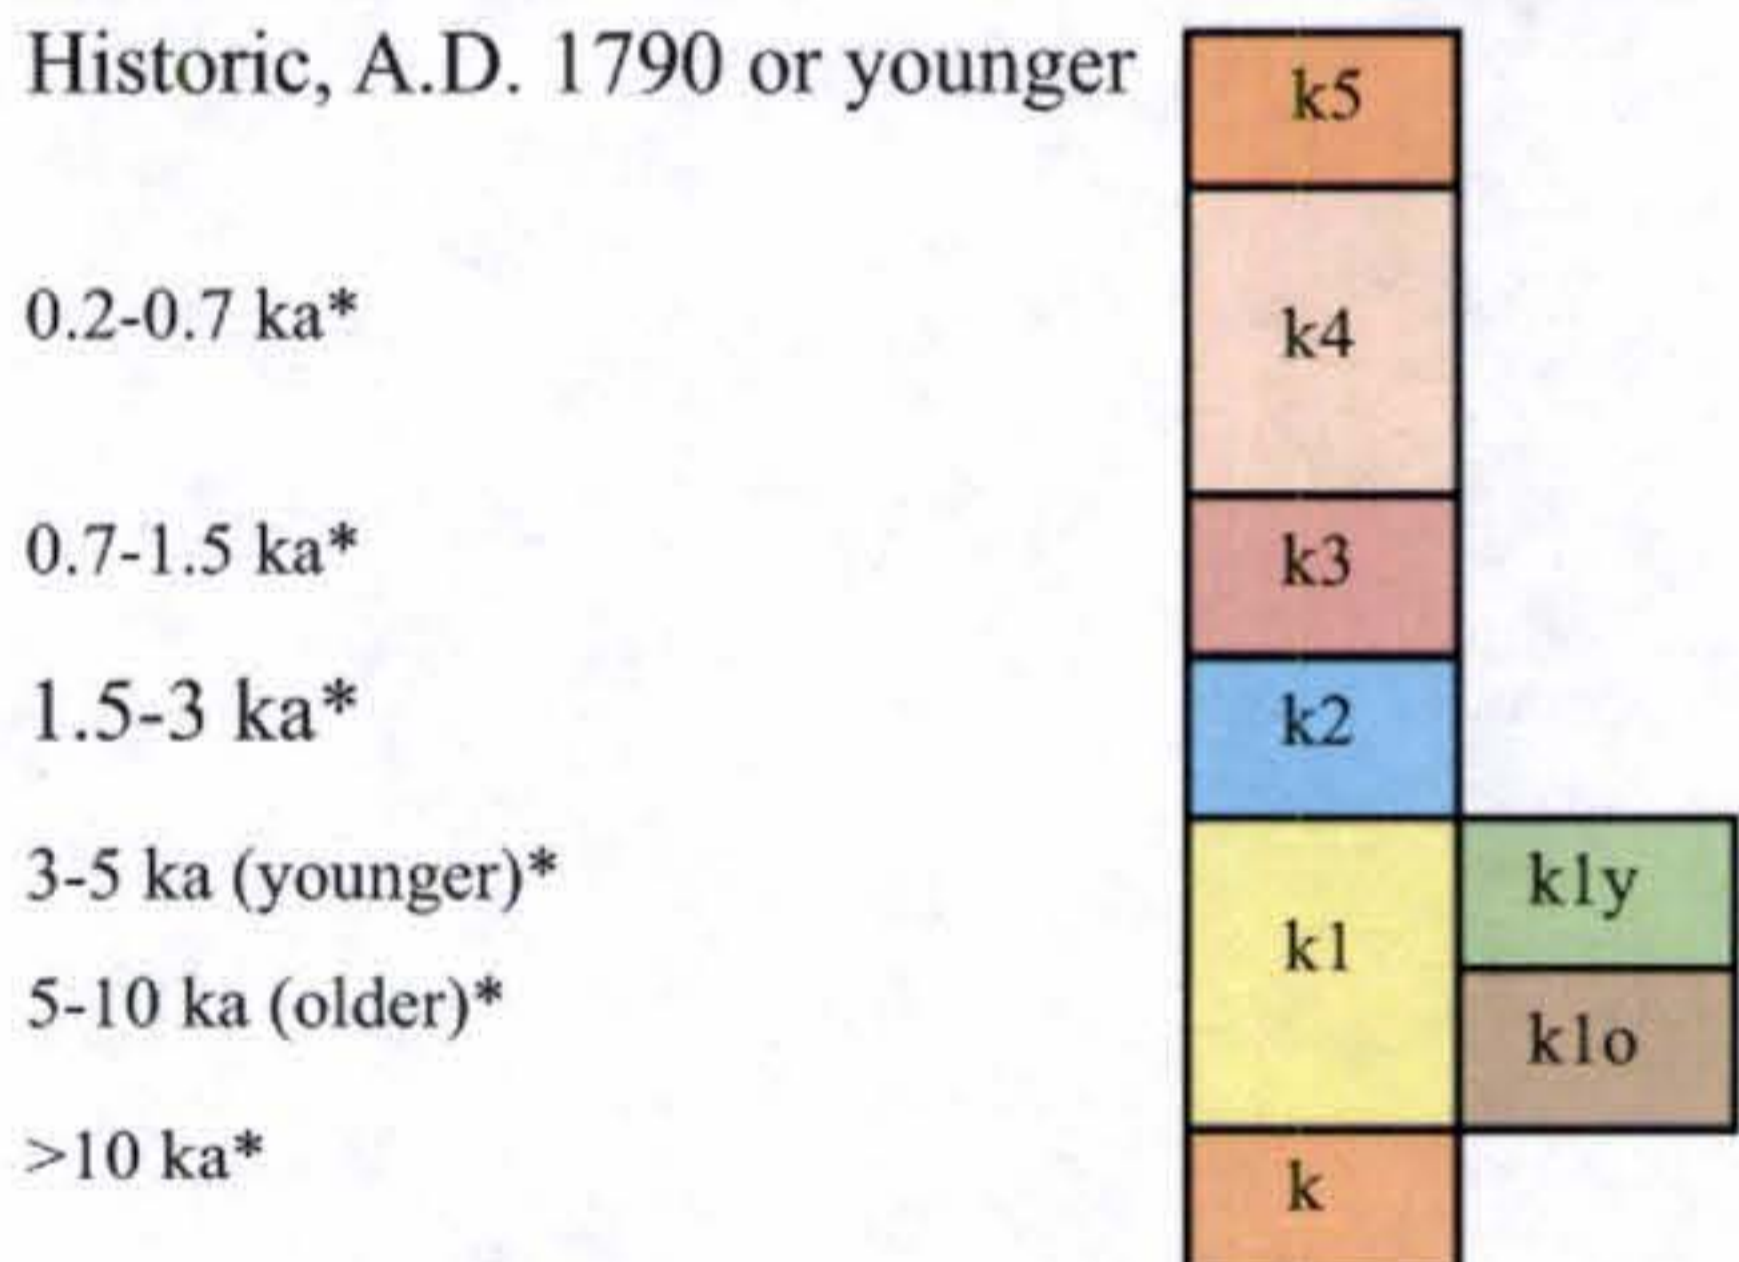 Historic, A.D. 1790 or younger k5
0.2-0.7 ka* k4
0.7-1.5 ka* k3
1.5-3 ka* k2
3-5 ka (younger)* k1y
k1
5-10 ka (older)* k1o
>10 ka* k